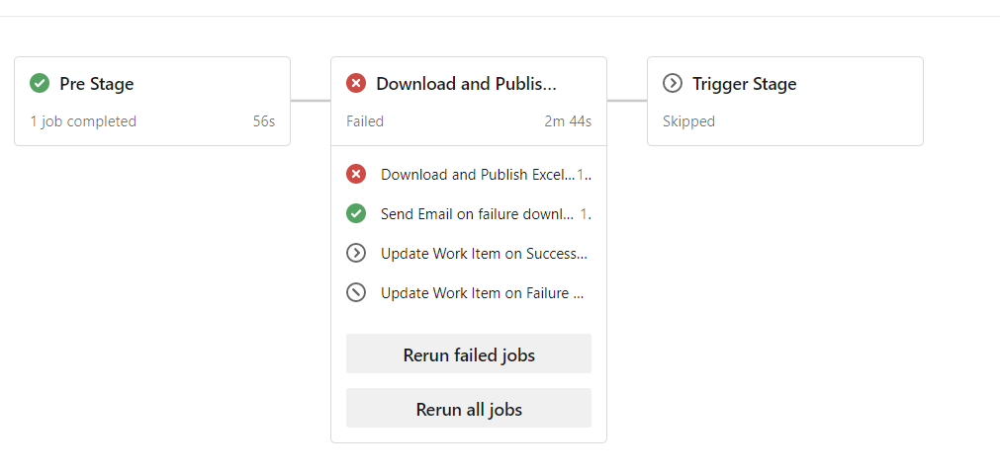 Pre Stage
1 job completed 56s
Download and Publis...
Failed 2m 44s
Download and Publish Excel... 1..
Send Email on failure downl... 1.
Update Work Item on Success...
Update Work Item on Failure ...
Rerun failed jobs
Rerun all jobs
Trigger Stage
Skipped